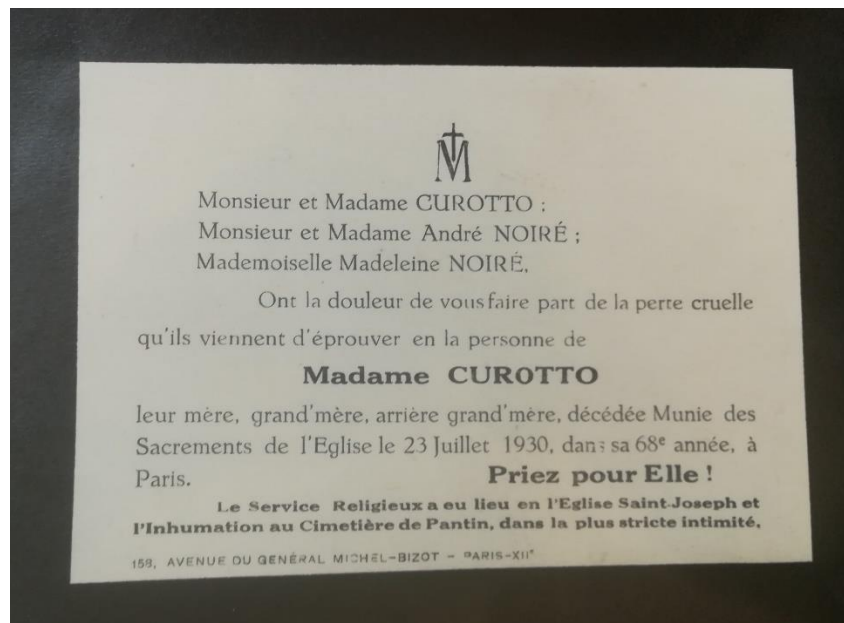 Monsieur et Madame CUROTTO ;
Monsieur et Madame André NOIRÉ ;
Mademoiselle Madeleine NOIRÉ,
Ont la douleur de vous faire part de la perte cruelle
qu'ils viennent d'éprouver en la personne de
Madame CUROTTO
leur mère, grand'mère, arrière grand'mère, décédée Munie des
Sacrements de l'Eglise le 23 Juillet 1930, dans sa 68e année, à
Paris. Priez pour Elle !
Le Service Religieux a eu lieu en l'Eglise Saint-Joseph et
l'Inhumation au Cimetière de Pantin, dans la plus stricte intimité.
158, AVENUE DU GENÉRAL MICHEL-BIZOT - PARIS-XIIe